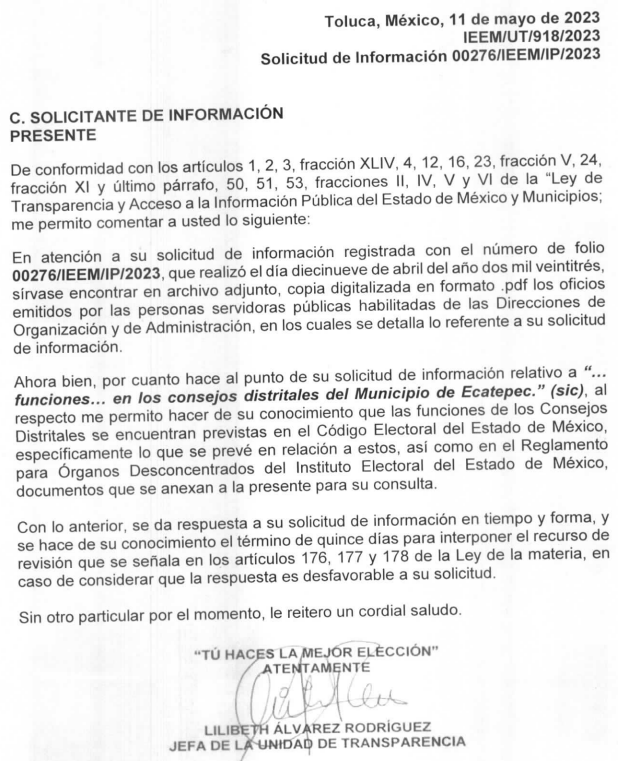 Toluca, México, 11 de mayo de 2023
IEEM/UT/918/2023
Solicitud de Información 00276/IEEM/IP/2023
C. SOLICITANTE DE INFORMACIÓN
PRESENTE
De conformidad con los artículos 1, 2, 3, fracción XLIV, 4, 12, 16, 23, fracción V, 24,
fracción XI y último párrafo, 50, 51, 53, fracciones II, IV, V y VI de la “Ley de
Transparencia y Acceso a la Información Pública del Estado de México y Municipios;
me permito comentar a usted lo siguiente:
En atención a su solicitud de información registrada con el número de folio
00276/IEEM/IP/2023, que realizó el día diecinueve de abril del año dos mil veintitrés,
sírvase encontrar en archivo adjunto, copia digitalizada en formato .pdf los oficios
emitidos por las personas servidoras públicas habilitadas de las Direcciones de
Organización y de Administración, en los cuales se detalla lo referente a su solicitud
de información.
Ahora bien, por cuanto hace al punto de su solicitud de información relativo a “…
funciones… en los consejos distritales del Municipio de Ecatepec.” (sic), al
respecto me permito hacer de su conocimiento que las funciones de los Consejos
Distritales se encuentran previstas en el Código Electoral del Estado de México,
específicamente lo que se prevé en relación a estos, así como en el Reglamento
para Órganos Desconcentrados del Instituto Electoral del Estado de México,
documentos que se anexan a la presente para su consulta.
Con lo anterior, se da respuesta a su solicitud de información en tiempo y forma, y
se hace de su conocimiento el término de quince días para interponer el recurso de
revisión que se señala en los artículos 176, 177 y 178 de la Ley de la materia, en
caso de considerar que la respuesta es desfavorable a su solicitud.
Sin otro particular por el momento, le reitero un cordial saludo.
“TÚ HACES LA MEJOR ELECCIÓN”
ATENTAMENTE
LILIBETH ÁLVAREZ RODRÍGUEZ
JEFA DE LA UNIDAD DE TRANSPARENCIA